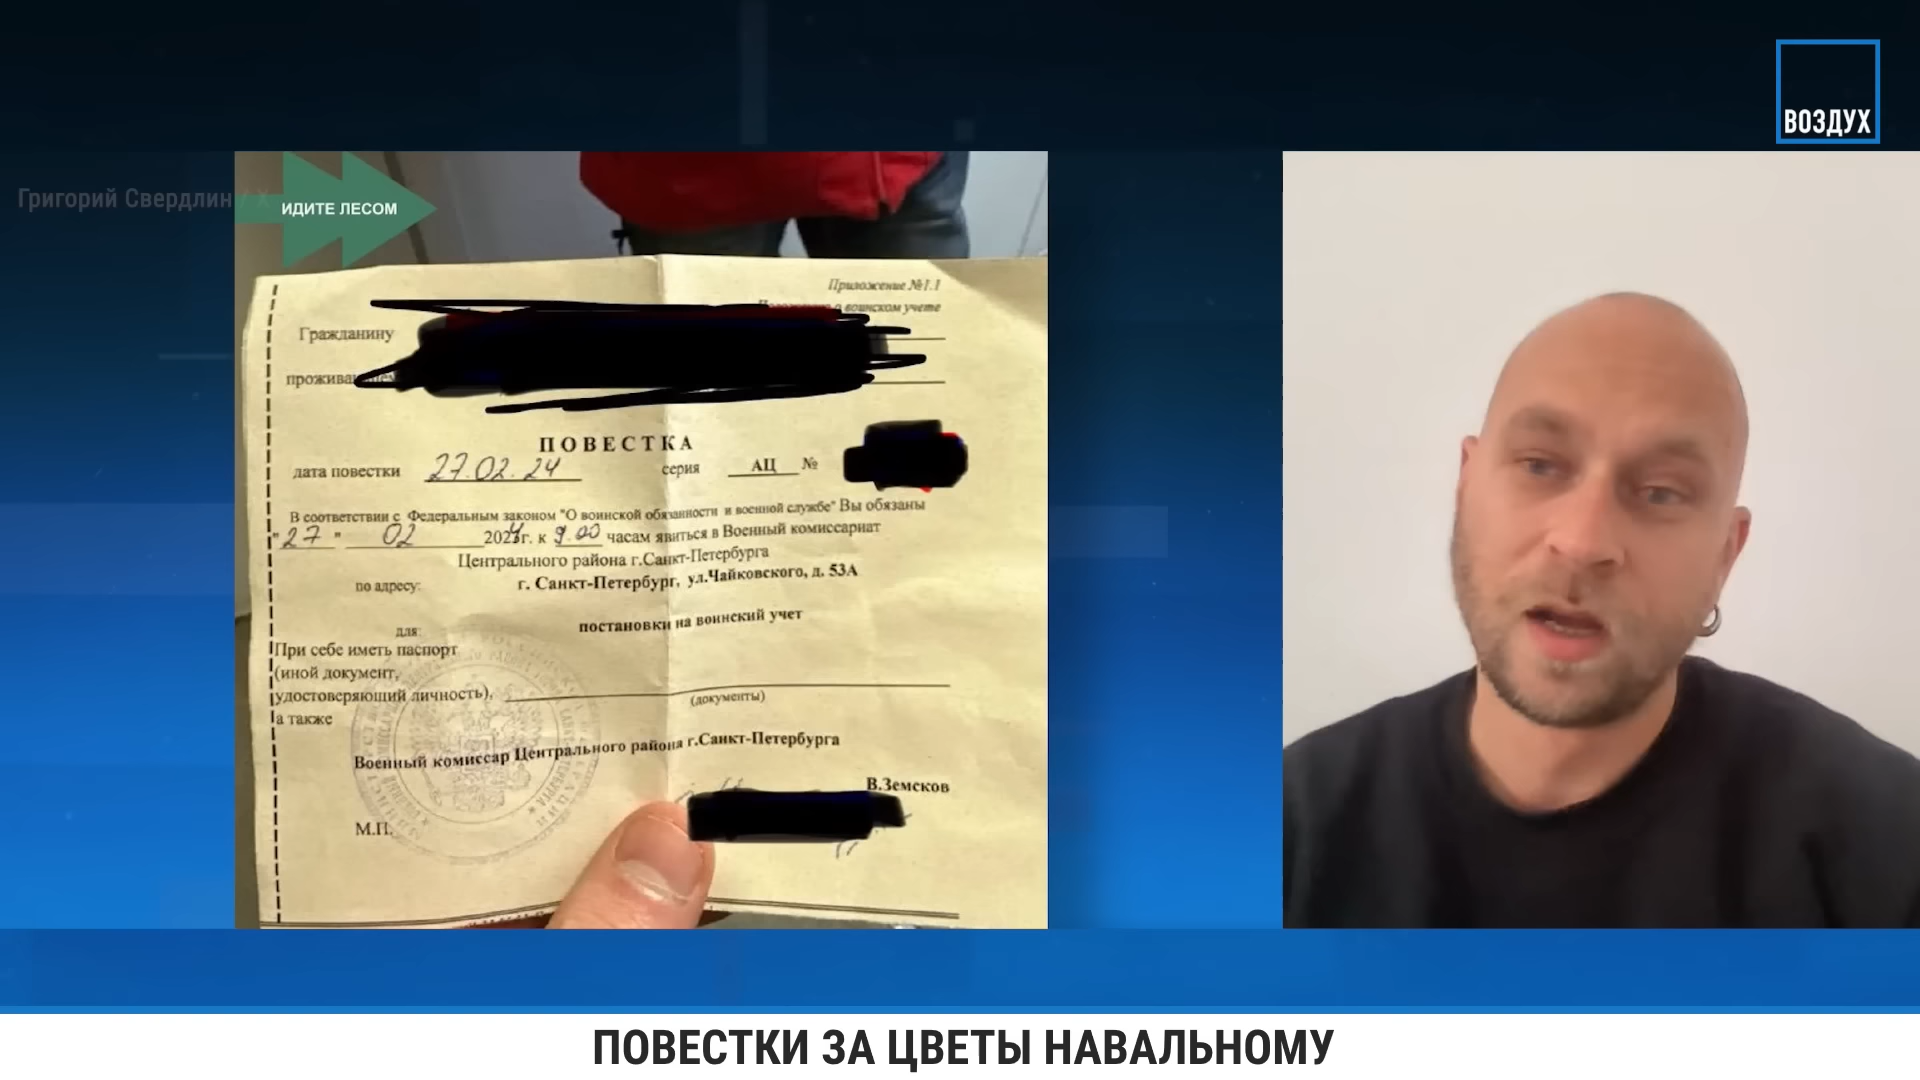 ВОЗДУХ
Григорий Свердлин / X
ИДИТЕ ЛЕСОМ
Приложение №1.1
о воинском учете
Гражданину
ПОВЕСТКА
дата повестки 27.02.24 серия АЦ №
В соответствии с Федеральным законом "О воинской обязанности и военной службе" Вы обязаны
"27" 02 2024г. к 9.00 часам явиться в Военный комиссариат
Центрального района г.Санкт-Петербурга
по адресу: г. Санкт-Петербург, ул.Чайковского, д. 53А
для: постановки на воинский учет
При себе иметь паспорт
(иной документ,
удостоверяющий личность),
(документы)
а также
Военный комиссар Центрального района г.Санкт-Петербурга
В.Земсков
М.П.
ПОВЕСТКИ ЗА ЦВЕТЫ НАВАЛЬНОМУ